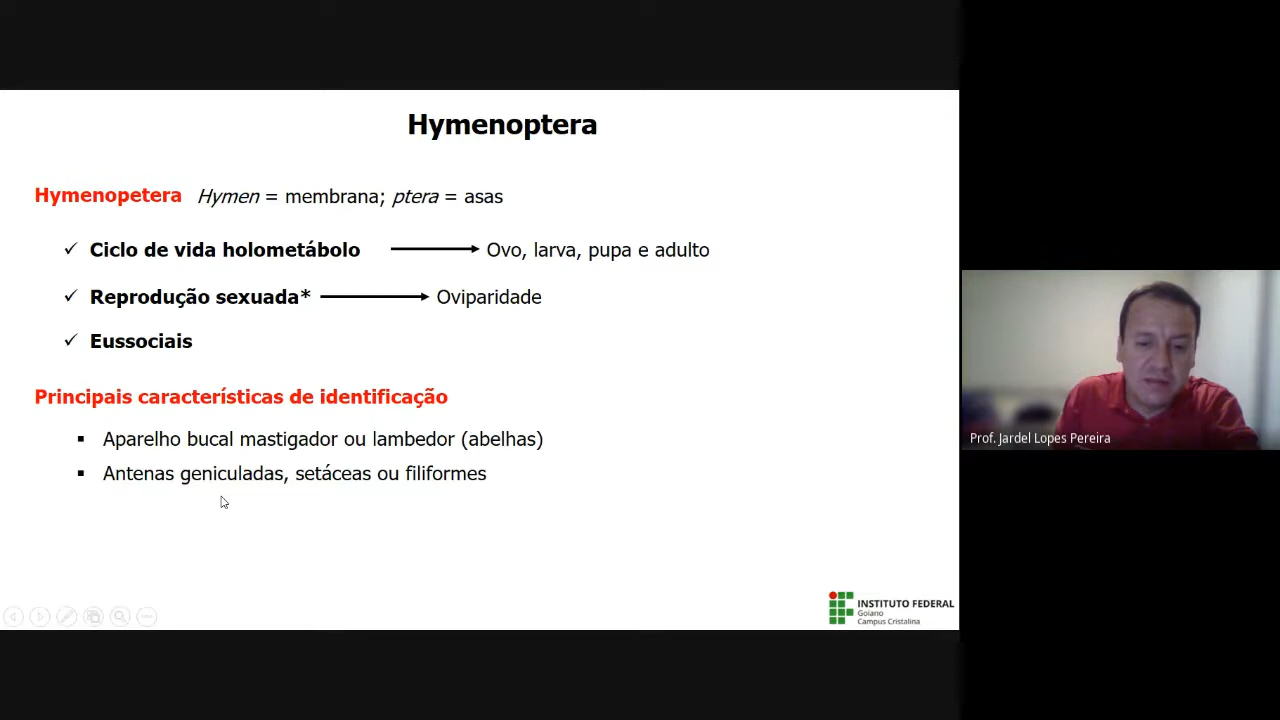 Hymenoptera
Hymenopetera Hymen = membrana; ptera = asas
✓ Ciclo de vida holometábolo Ovo, larva, pupa e adulto
✓ Reprodução sexuada* Oviparidade
✓ Eussociais
Principais características de identificação
▪ Aparelho bucal mastigador ou lambedor (abelhas)
▪ Antenas geniculadas, setáceas ou filiformes
Prof. Jardel Lopes Pereira
INSTITUTO FEDERAL
Goiano
Campus Cristalina